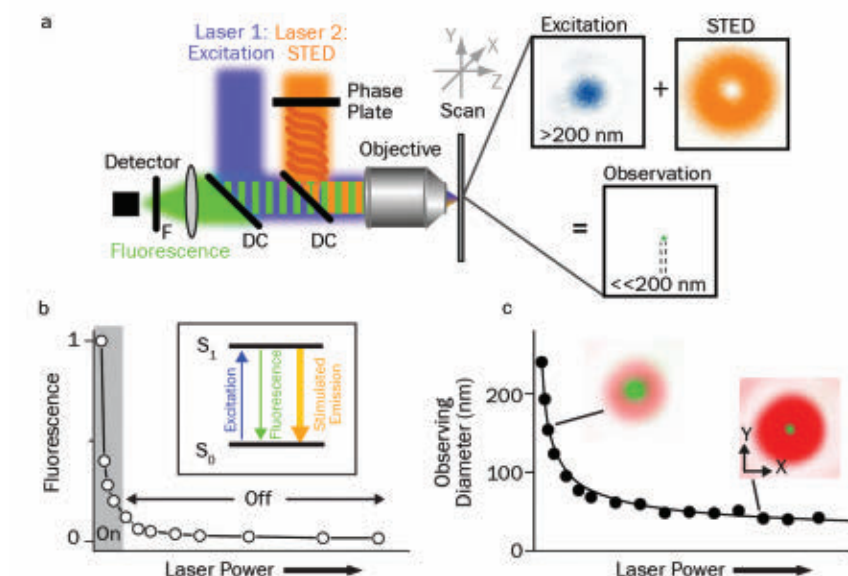 a
Laser 1:
Excitation
Laser 2:
STED
Phase
Plate
Objective
Detector
F
Fluorescence
DC
DC
Y
X
Z
Scan
Excitation
>200 nm
+
STED
=
Observation
<<200 nm
b
Fluorescence
1
0
On
Off
S1
S0
Excitation
Fluorescence
Stimulated
Emission
Laser Power
c
Observing
Diameter (nm)
200
100
0
Y
X
Laser Power